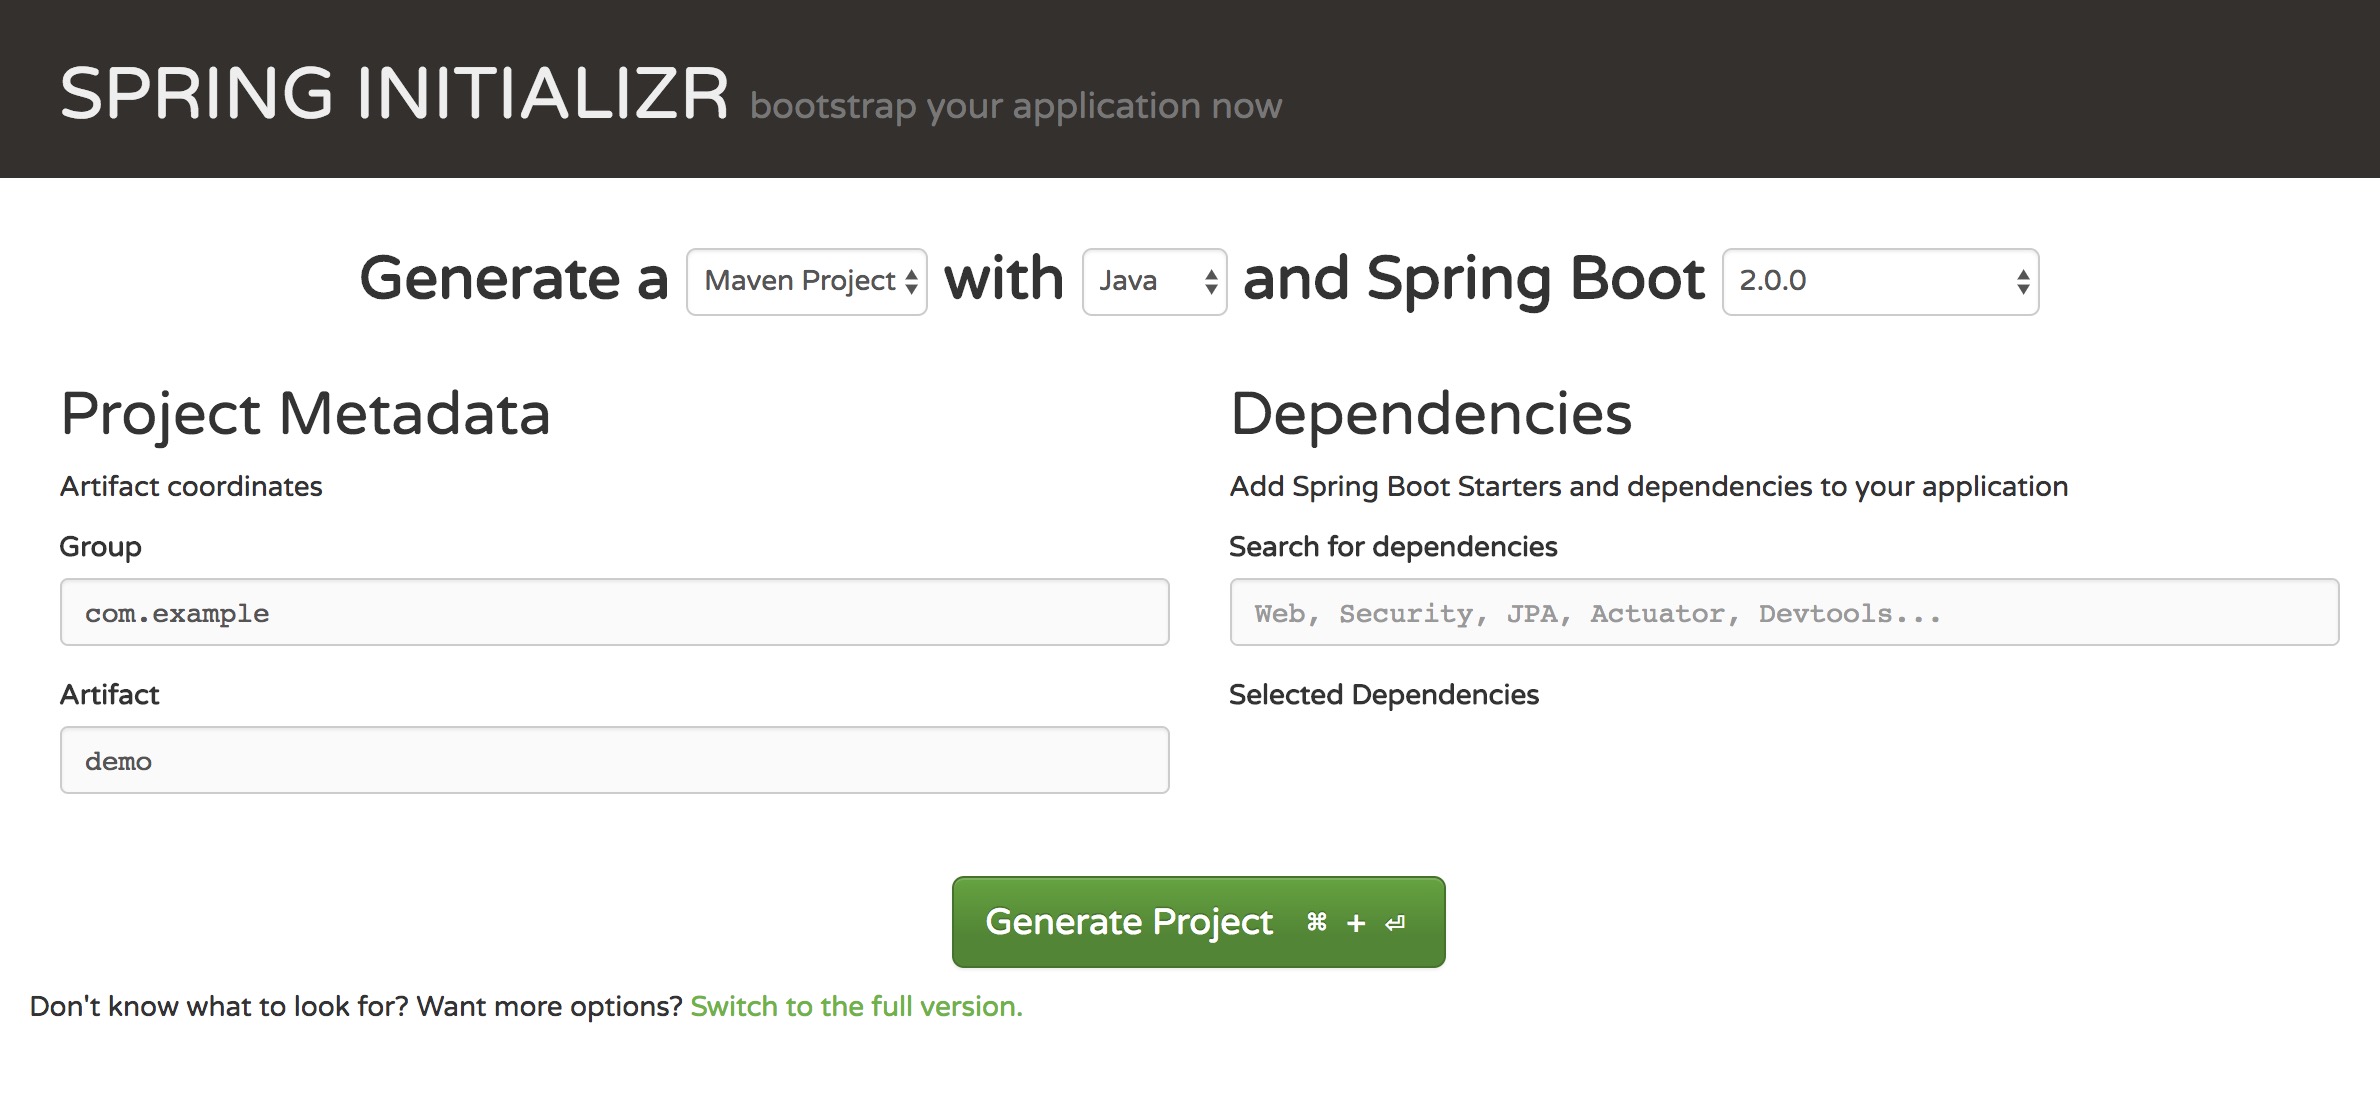 SPRING INITIALIZR bootstrap your application now
Generate a Maven Project with Java and Spring Boot 2.0.0
Project Metadata
Artifact coordinates
Group
com.example
Artifact
demo
Dependencies
Add Spring Boot Starters and dependencies to your application
Search for dependencies
Web, Security, JPA, Actuator, Devtools...
Selected Dependencies
Generate Project ⌘ + ⏎
Don't know what to look for? Want more options? Switch to the full version.